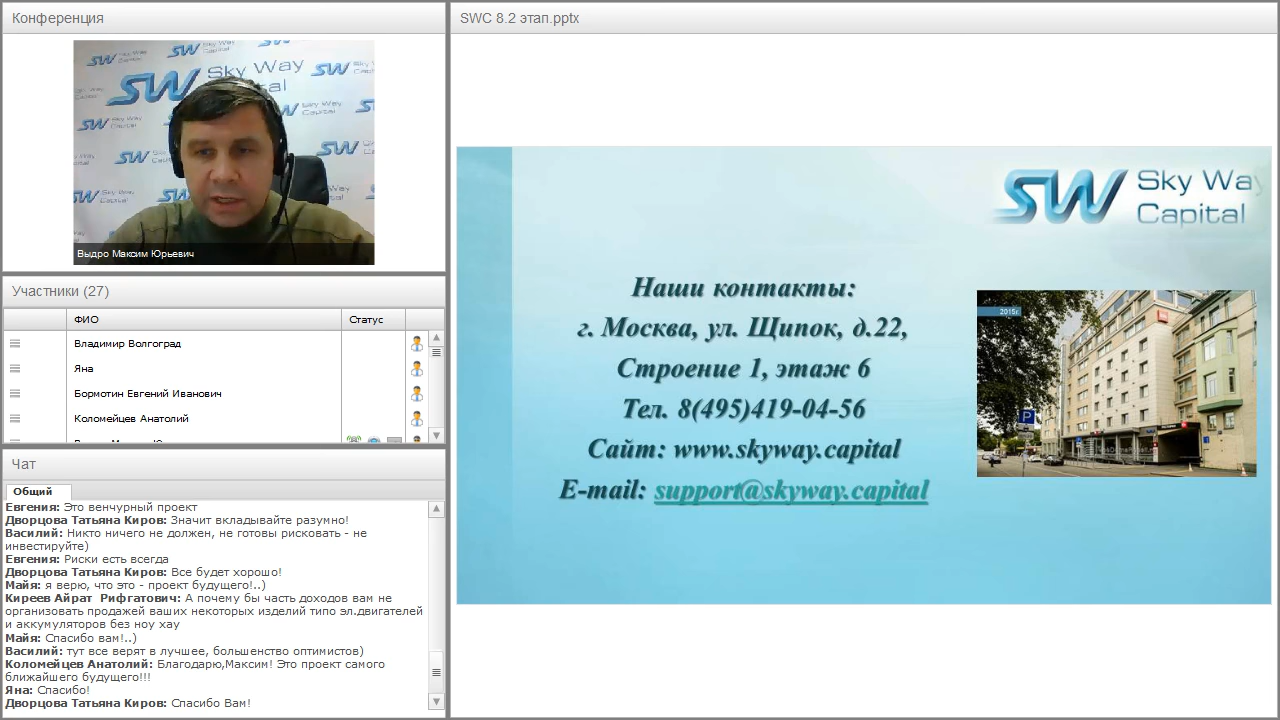 Конференция
SWC 8.2 этап.pptx
SW Sky Way
Capital
Выдро Максим Юрьевич
Участники (27)
ФИО
Статус
Владимир Волгоград
Яна
Бормотин Евгений Иванович
Коломейцев Анатолий
Чат
Общий
Евгения: Это венчурный проект
Дворцова Татьяна Киров: Значит вкладывайте разумно!
Василий: Никто ничего не должен, не готовы рисковать - не
инвестируйте)
Евгения: Риски есть всегда
Дворцова Татьяна Киров: Все будет хорошо!
Майя: я верю, что это - проект будущего!..)
Киреев Айрат Рифгатович: А почему бы часть доходов вам не
организовать продажей ваших некоторых изделий типо эл.двигателей
и аккумуляторов без ноу хау
Майя: Спасибо вам!..)
Василий: тут все верят в лучшее, большенство оптимистов)
Коломейцев Анатолий: Благодарю,Максим! Это проект самого
ближайшего будущего!!!
Яна: Спасибо!
Дворцова Татьяна Киров: Спасибо Вам!
SW Sky Way
Capital
Наши контакты:
г. Москва, ул. Щипок, д.22,
Строение 1, этаж 6
Тел. 8(495)419-04-56
Сайт: www.skyway.capital
E-mail: support@skyway.capital
2015г
P